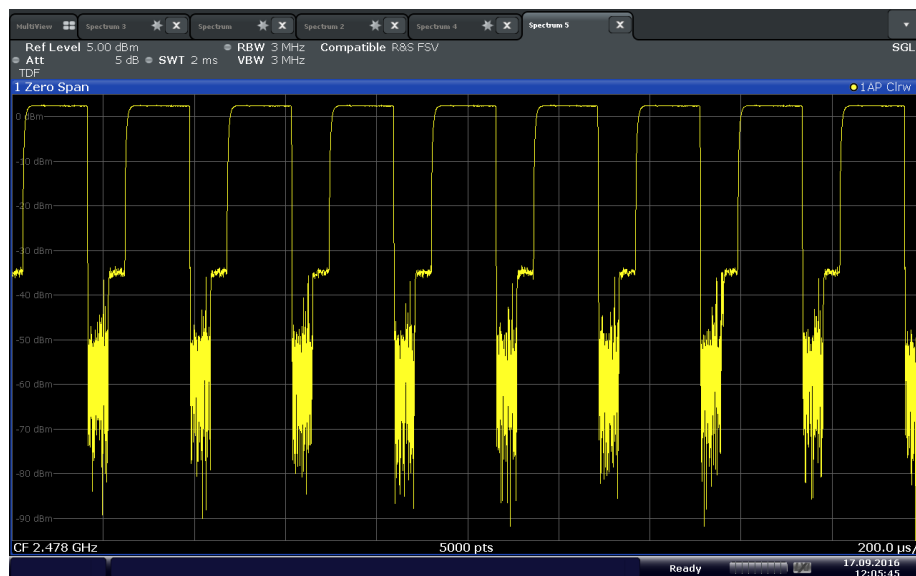 MultiView Spectrum 3 X Spectrum X Spectrum 2 X Spectrum 4 X Spectrum 5 X
Ref Level 5.00 dBm RBW 3 MHz Compatible R&S FSV SGL
Att 5 dB SWT 2 ms VBW 3 MHz
TDF
1 Zero Span 1AP Clrw
0 dBm
-10 dBm
-20 dBm
-30 dBm
-40 dBm
-50 dBm
-60 dBm
-70 dBm
-80 dBm
-90 dBm
CF 2.478 GHz 5000 pts 200.0 µs/
Ready 17.09.2016
12:05:45